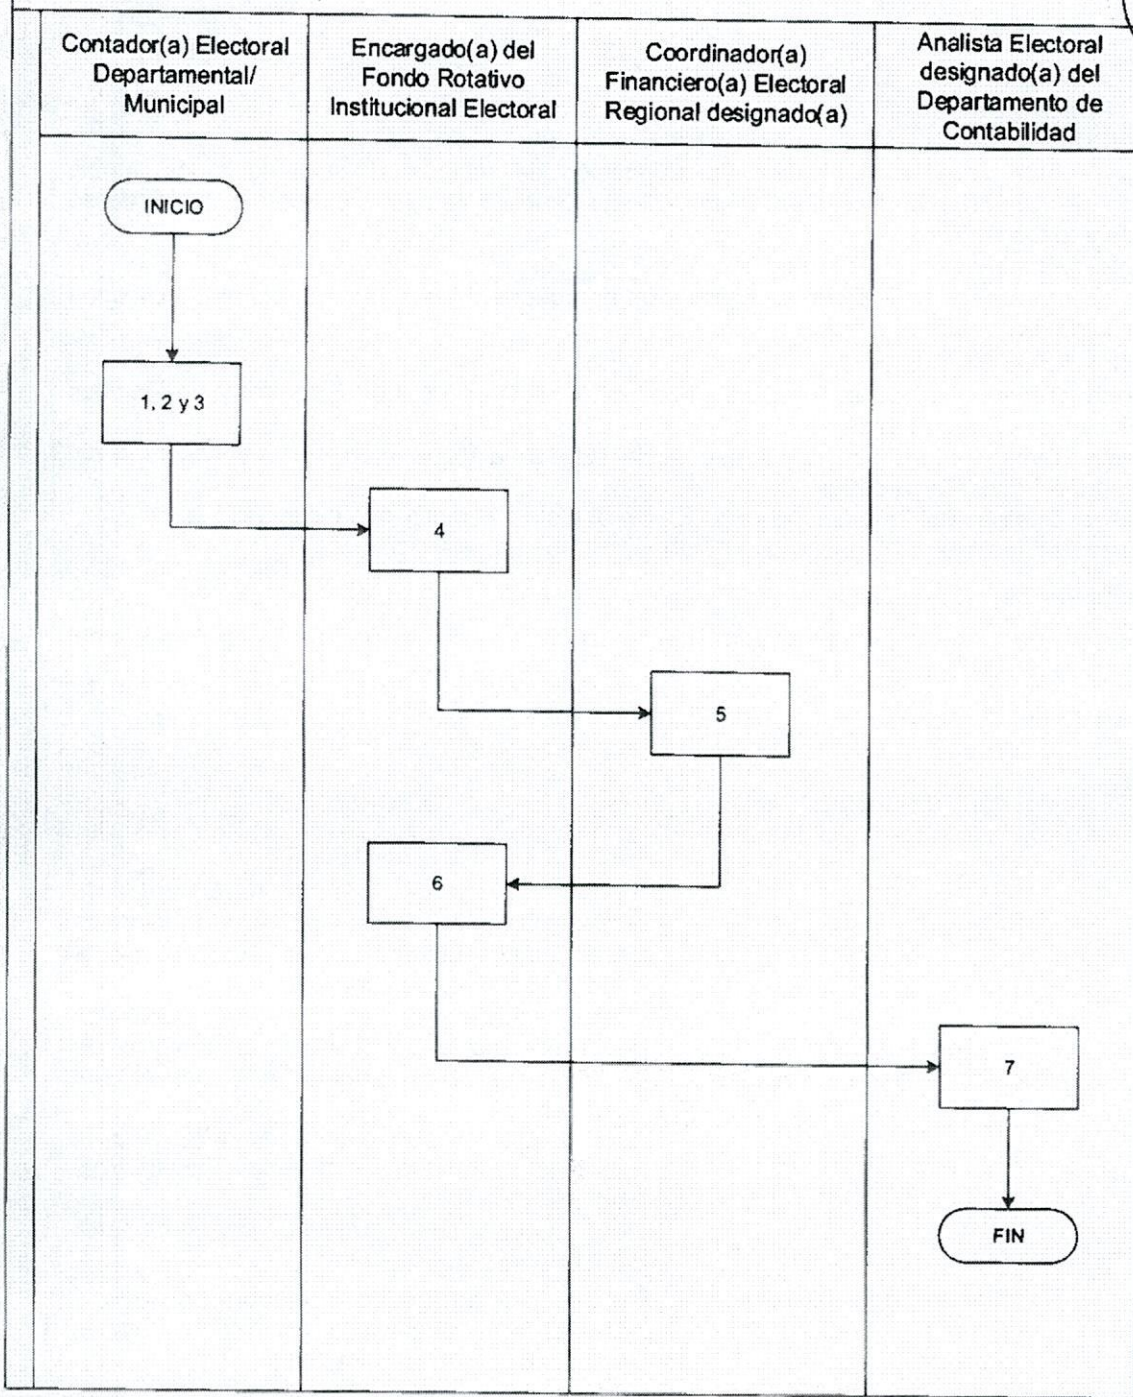 Contador(a) Electoral
Departamental/
Municipal
Encargado(a) del
Fondo Rotativo
Institucional Electoral
Coordinador(a)
Financiero(a) Electoral
Regional designado(a)
Analista Electoral
designado(a) del
Departamento de
Contabilidad
INICIO
1, 2 y 3
4
5
6
7
FIN